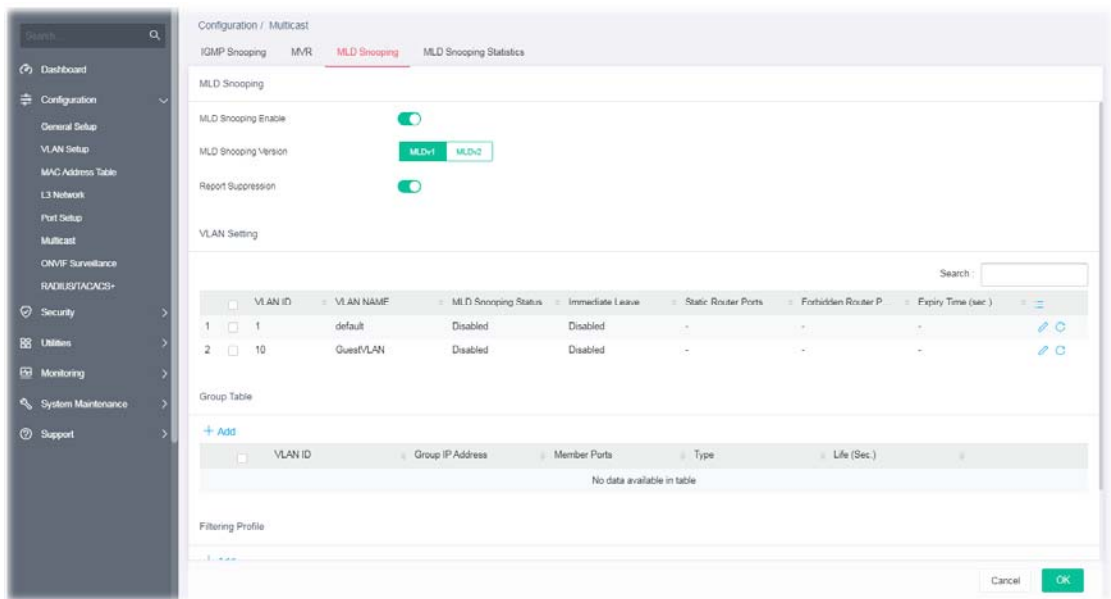 Search...
Dashboard
Configuration
General Setup
VLAN Setup
MAC Address Table
L3 Network
Port Setup
Multicast
ONVIF Surveillance
RADIUS/TACACS+
Security
Utilities
Monitoring
System Maintenance
Support
Configuration / Multicast
IGMP Snooping MVR MLD Snooping MLD Snooping Statistics
MLD Snooping
MLD Snooping Enable
MLD Snooping Version MLDv1 MLDv2
Report Suppression
VLAN Setting
Search :
VLAN ID VLAN NAME MLD Snooping Status Immediate Leave Static Router Ports Forbidden Router P... Expiry Time (sec.)
1 1 default Disabled Disabled - - -
2 10 GuestVLAN Disabled Disabled - - -
Group Table
+ Add
VLAN ID Group IP Address Member Ports Type Life (Sec.)
No data available in table
Filtering Profile
Cancel OK